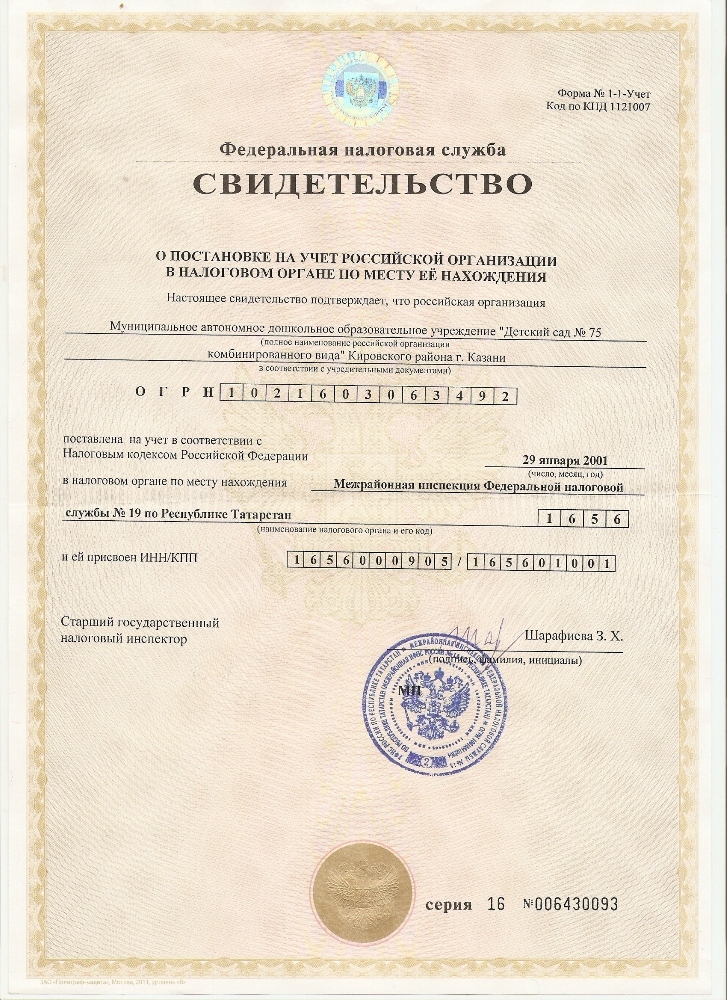 Форма № 1-1-Учет
Код по КПД 1121007
Федеральная налоговая служба
СВИДЕТЕЛЬСТВО
О ПОСТАНОВКЕ НА УЧЕТ РОССИЙСКОЙ ОРГАНИЗАЦИИ
В НАЛОГОВОМ ОРГАНЕ ПО МЕСТУ ЕЁ НАХОЖДЕНИЯ
Настоящее свидетельство подтверждает, что российская организация
Муниципальное автономное дошкольное образовательное учреждение "Детский сад № 75
(полное наименование российской организации
комбинированного вида" Кировского района г. Казани
в соответствии с учредительными документами)
О Г Р Н 1 0 2 1 6 0 3 0 6 3 4 9 2
поставлена на учет в соответствии с
Налоговым кодексом Российской Федерации
29 января 2001
(число, месяц, год)
в налоговом органе по месту нахождения Межрайонная инспекция Федеральной налоговой
службы № 19 по Республике Татарстан 1 6 5 6
(наименование налогового органа и его код)
и ей присвоен ИНН/КПП 1 6 5 6 0 0 0 9 0 5 / 1 6 5 6 0 1 0 0 1
Старший государственный
налоговый инспектор
Шарафиева З. Х.
(подпись, фамилия, инициалы)
МП
серия 16 №006430093